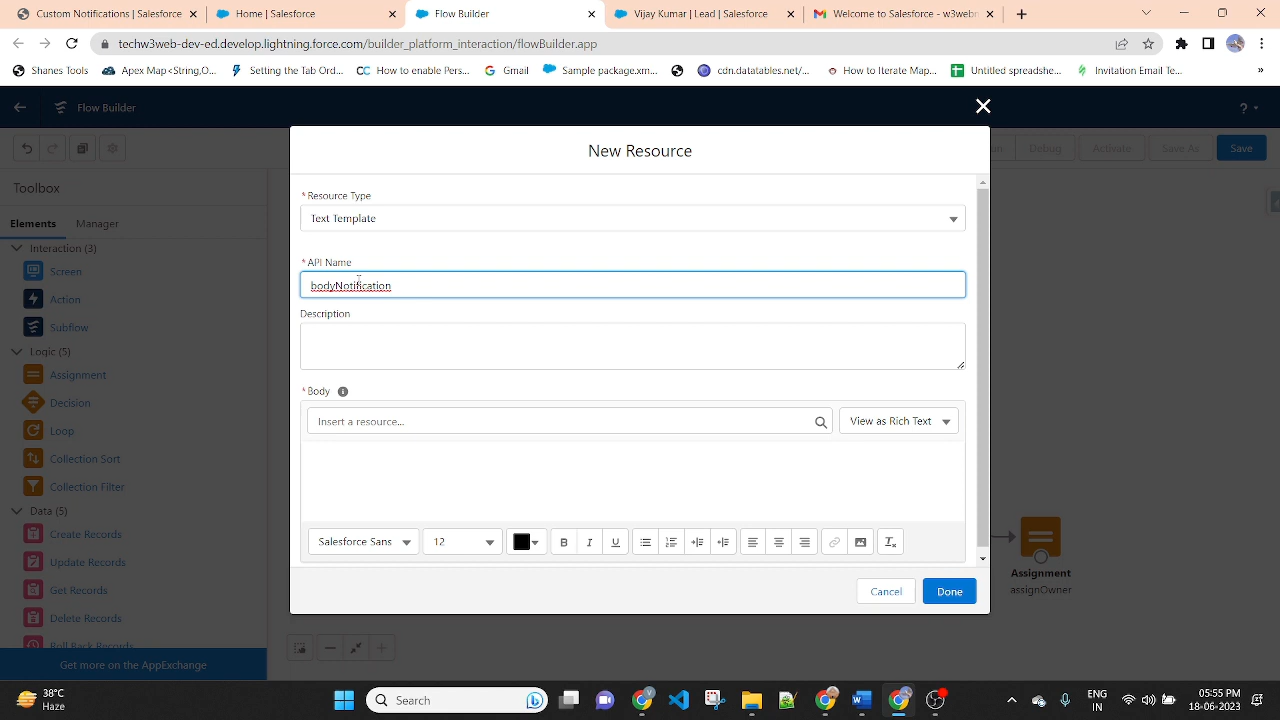 Solutions? | Salesforce
Home | Salesforce
Flow Builder
Vijay Kumar | Lead | Salesforce
Welcome to Salesforce - w3web
techw3web-dev-ed.develop.lightning.force.com/builder_platform_interaction/flowBuilder.app
Shanes Tools
Apex Map<String,O...
Setting the Tab Ord...
CC How to enable Pers...
Gmail
Sample package.xm...
cdn.datatables.net/...
How to Iterate Map...
Untitled spreadshe...
Invitation Email Te...
»
Flow Builder
?
New Resource
Debug
Activate
Save As
Save
Toolbox
Elements
Manager
Interaction (3)
Screen
Action
Subflow
Logic (5)
Assignment
Decision
Loop
Collection Sort
Collection Filter
Data (5)
Create Records
Update Records
Get Records
Delete Records
Roll Back Records
Get more on the AppExchange
* Resource Type
Text Template
* API Name
bodyNotification
Description
* Body
Insert a resource...
View as Rich Text
Salesforce Sans
12
B
I
U
Cancel
Done
Assignment
assignOwner
38°C
Haze
Search
ENG
IN
05:55 PM
18-06-2023